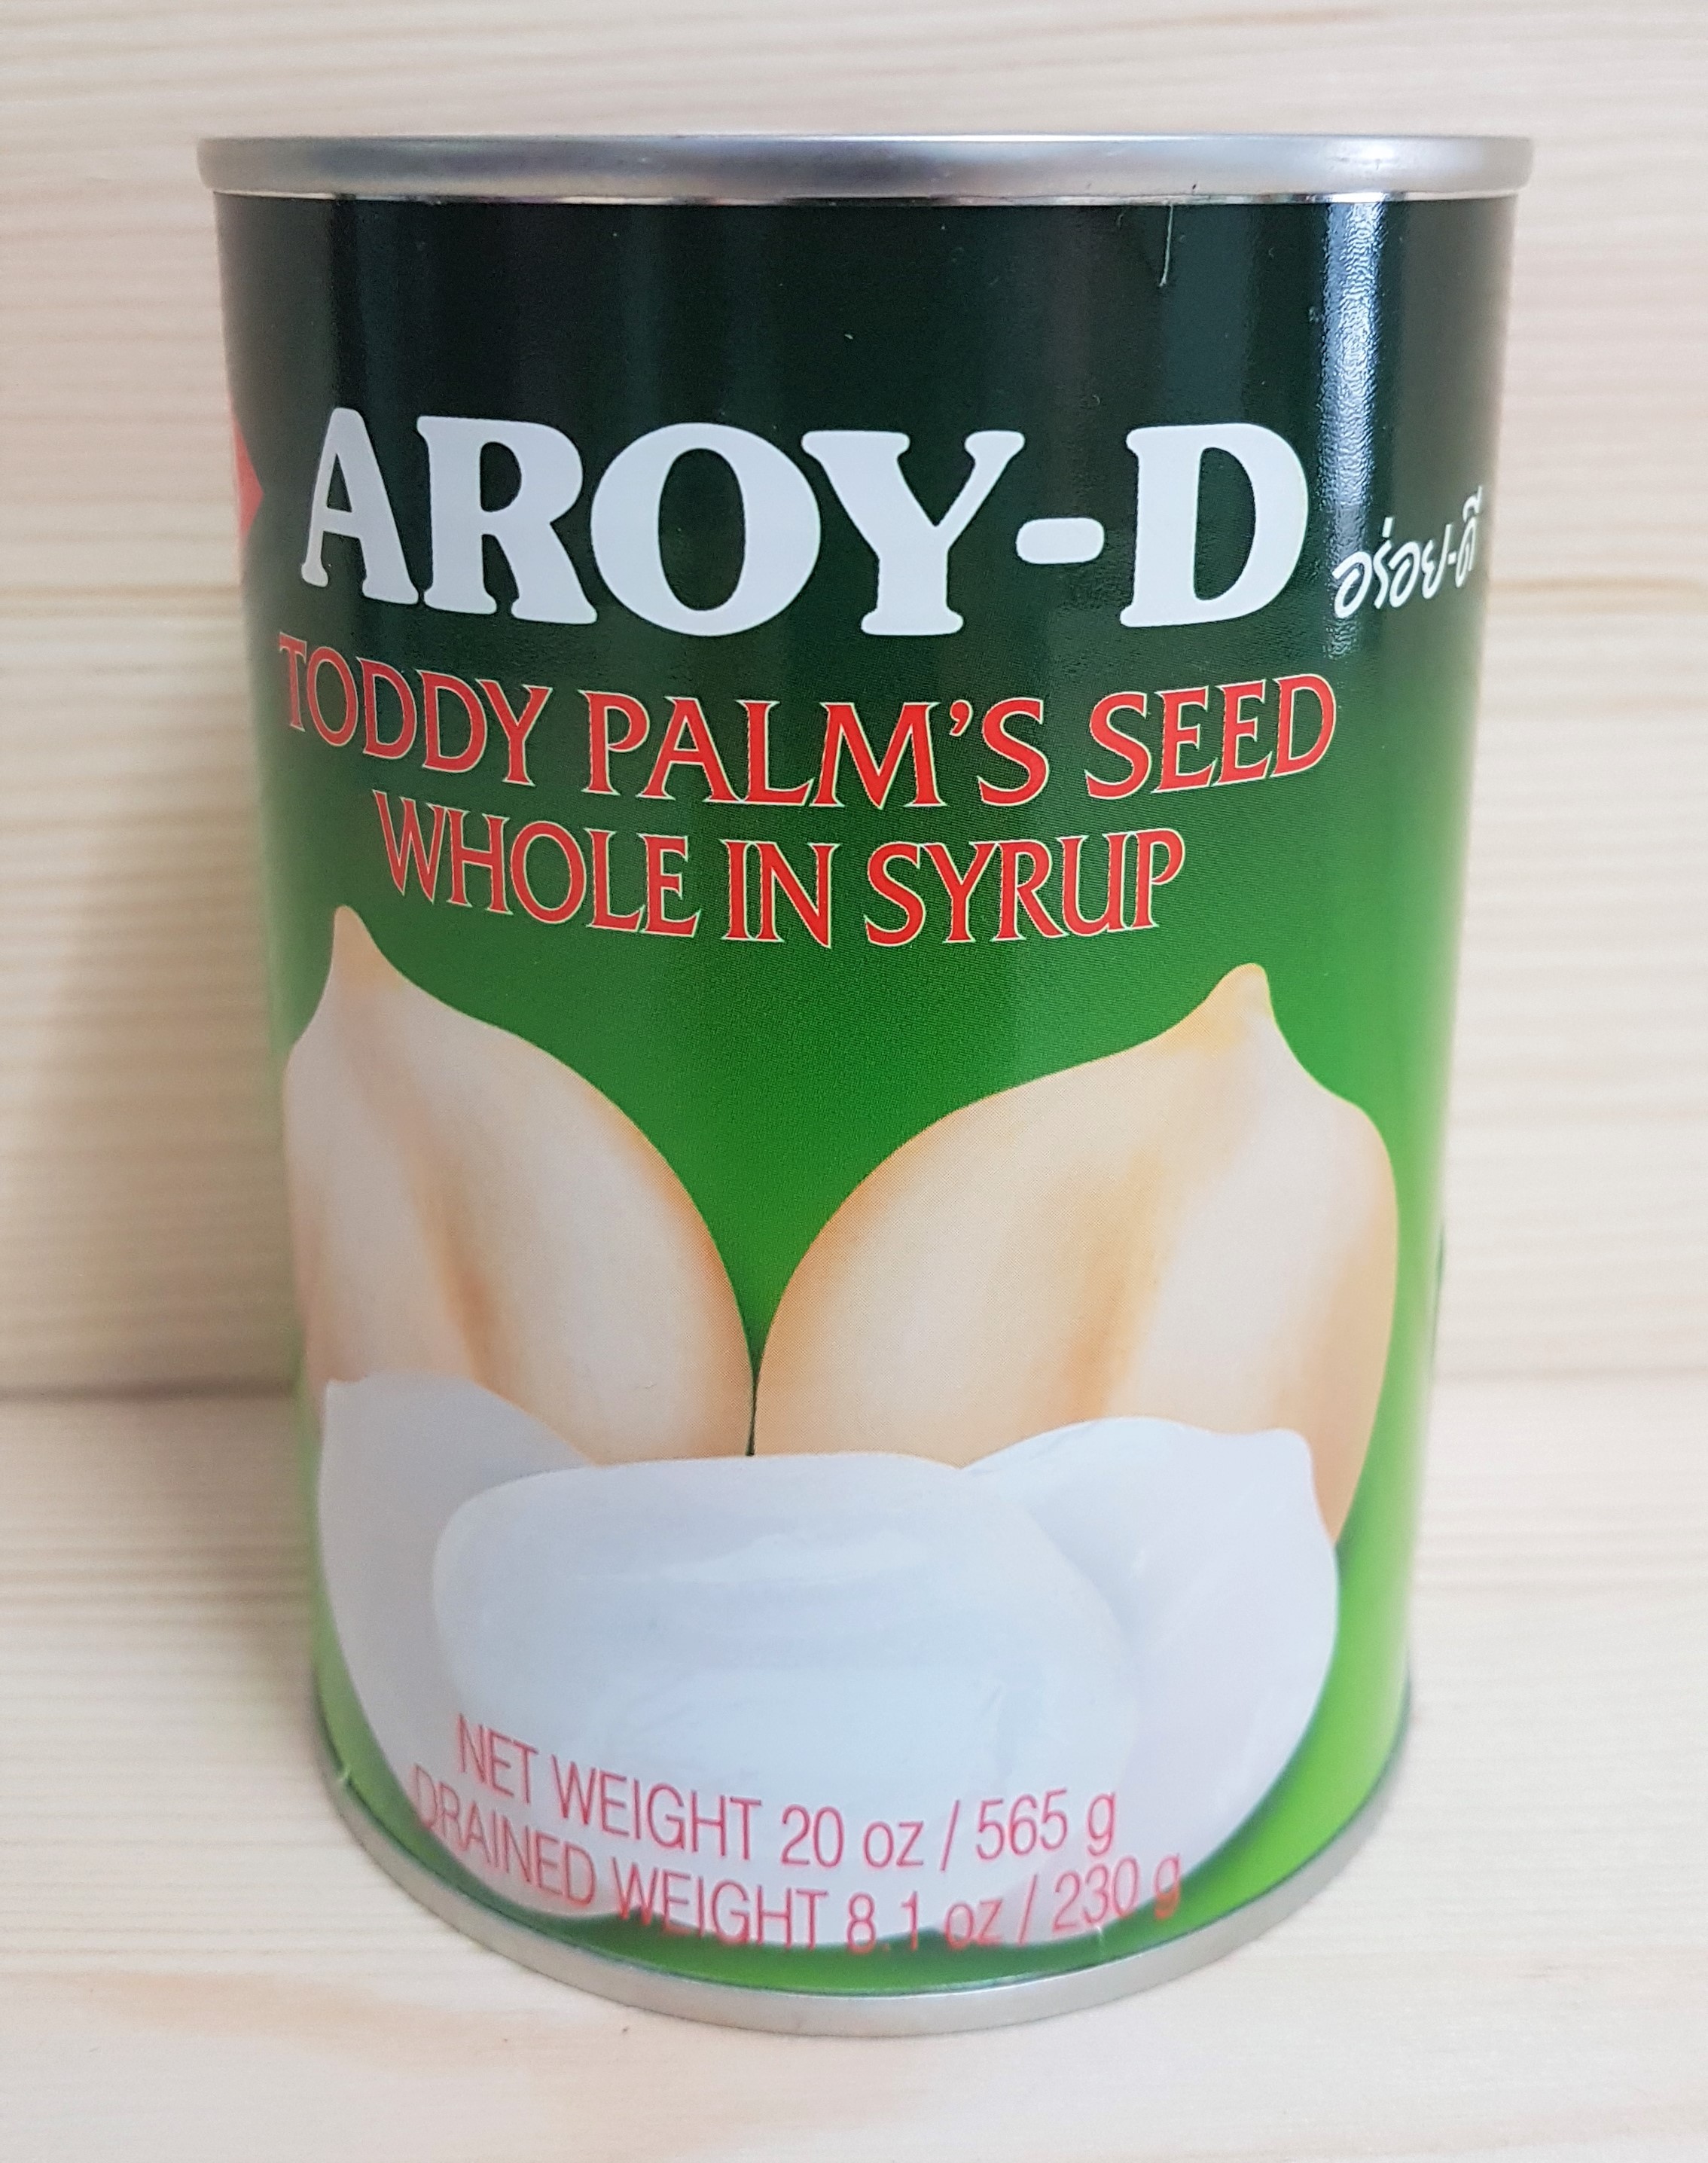 AROY-D
อร่อย-ดี
TODDY PALM'S SEED
WHOLE IN SYRUP
NET WEIGHT 20 oz / 565 g
DRAINED WEIGHT 8.1 oz / 230 g